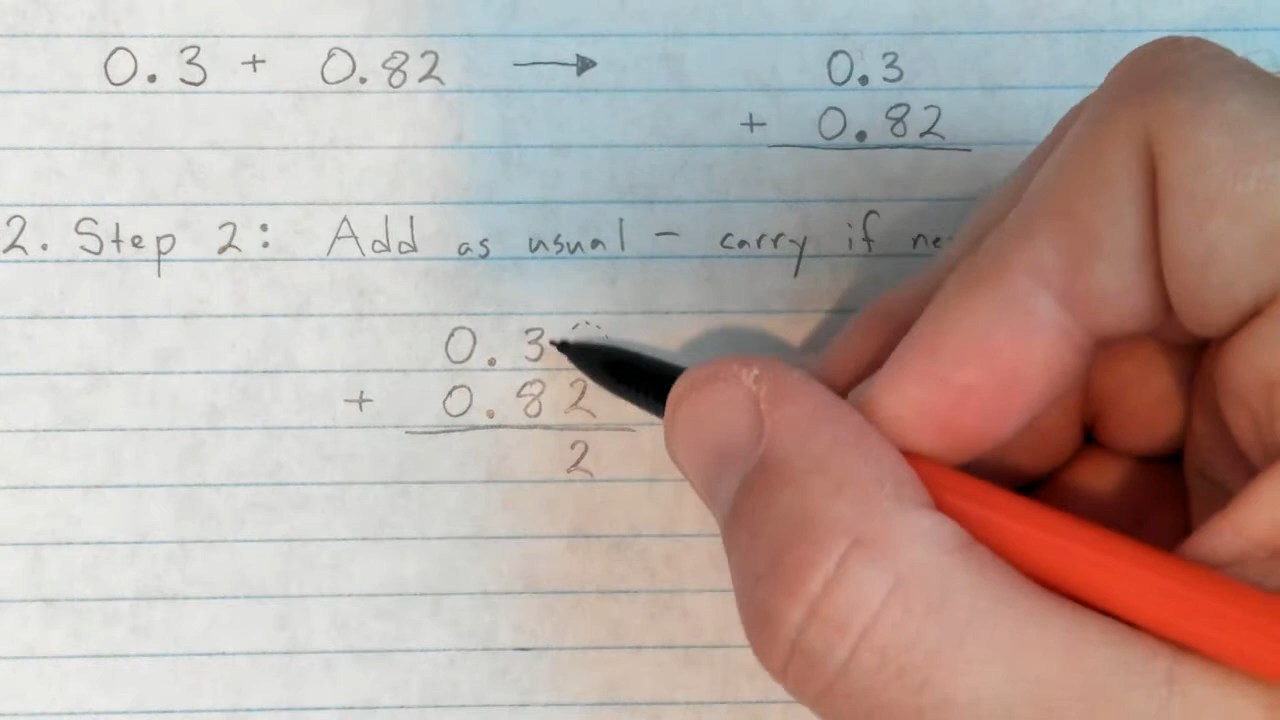 0.3 + 0.82 → 0.3
+ 0.82
2. Step 2: Add as usual - carry if
0.3
+ 0.82
2